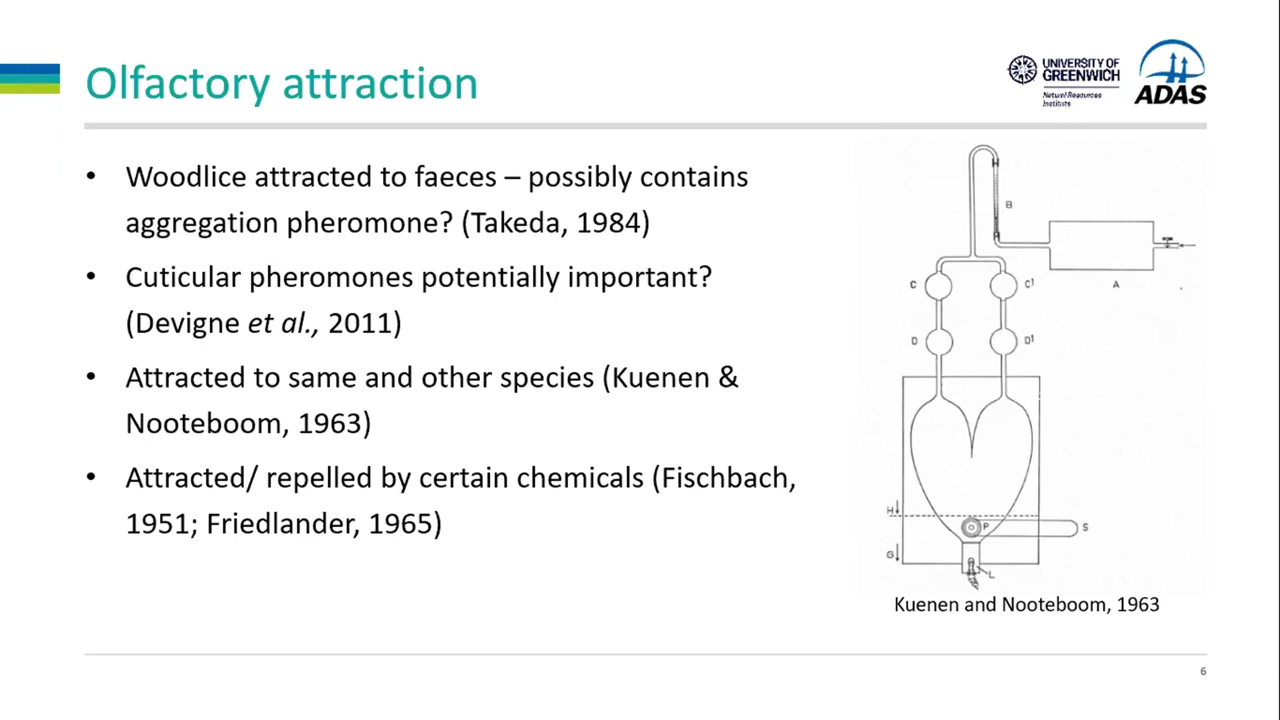 Olfactory attraction
UNIVERSITY OF
GREENWICH
Natural Resources
Institute
ADAS
• Woodlice attracted to faeces – possibly contains
aggregation pheromone? (Takeda, 1984)
• Cuticular pheromones potentially important?
(Devigne et al., 2011)
• Attracted to same and other species (Kuenen &
Nooteboom, 1963)
• Attracted/ repelled by certain chemicals (Fischbach,
1951; Friedlander, 1965)
B
C
C¹
A
D
D¹
H
P
S
G
L
Kuenen and Nooteboom, 1963
6